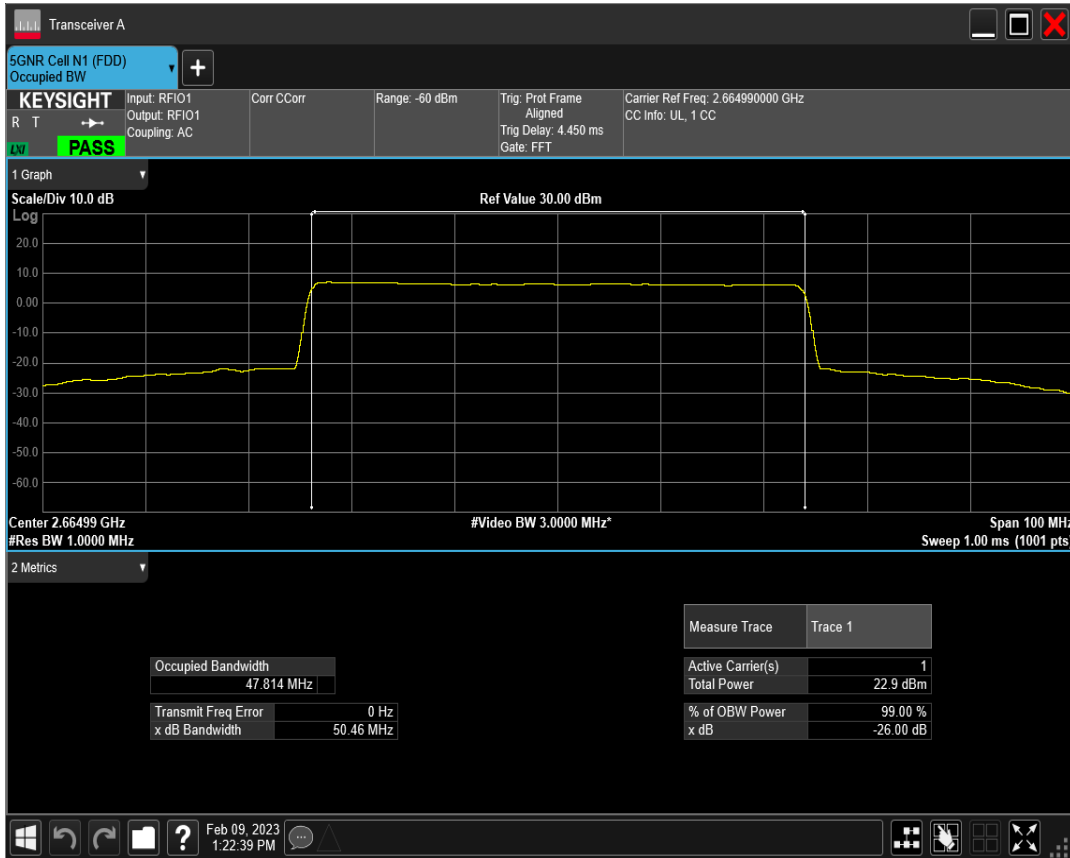 Transceiver A
5GNR Cell N1 (FDD)
Occupied BW
+
KEYSIGHT
R T
LXI
PASS
Input: RFIO1
Output: RFIO1
Coupling: AC
Corr CCorr
Range: -60 dBm
Trig: Prot Frame
Aligned
Trig Delay: 4.450 ms
Gate: FFT
Carrier Ref Freq: 2.664990000 GHz
CC Info: UL, 1 CC
1 Graph
Scale/Div 10.0 dB
Ref Value 30.00 dBm
Log
20.0
10.0
0.00
-10.0
-20.0
-30.0
-40.0
-50.0
-60.0
Center 2.66499 GHz
#Video BW 3.0000 MHz*
Span 100 MHz
#Res BW 1.0000 MHz
Sweep 1.00 ms (1001 pts)
2 Metrics
Measure Trace Trace 1
Occupied Bandwidth
47.814 MHz
Transmit Freq Error 0 Hz
x dB Bandwidth 50.46 MHz
Active Carrier(s) 1
Total Power 22.9 dBm
% of OBW Power 99.00 %
x dB -26.00 dB
?
Feb 09, 2023
1:22:39 PM